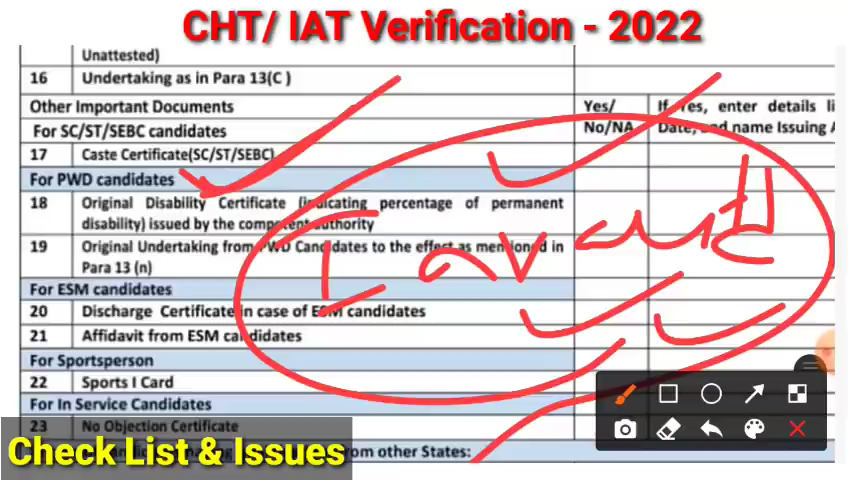 CHT/ IAT Verification - 2022
Unattested)
16 Undertaking as in Para 13(C )
Other Important Documents Yes/ No/NA If Yes, enter details li
Date, and name Issuing A
For SC/ST/SEBC candidates
17 Caste Certificate(SC/ST/SEBC)
For PWD candidates
18 Original Disability Certificate (indicating percentage of permanent
disability) issued by the competent authority
19 Original Undertaking from PWD Candidates to the effect as mentioned in
Para 13 (n)
For ESM candidates
20 Discharge Certificate in case of ESM candidates
21 Affidavit from ESM candidates
For Sportsperson
22 Sports I Card
For In Service Candidates
23 No Objection Certificate
from other States:
Check List & Issues